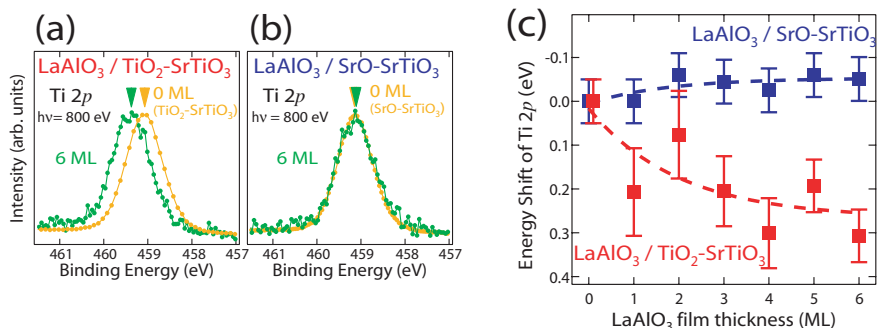 (a)
LaAlO₃ / TiO₂-SrTiO₃
Ti 2p
hν = 800 eV
0 ML
(TiO₂-SrTiO₃)
6 ML
Intensity (arb. units)
461 460 459 458 457
Binding Energy (eV)
(b)
LaAlO₃ / SrO-SrTiO₃
Ti 2p
hν = 800 eV
0 ML
(SrO-SrTiO₃)
6 ML
461 460 459 458 457
Binding Energy (eV)
(c)
LaAlO₃ / SrO-SrTiO₃
Energy Shift of Ti 2p (eV)
-0.1
0.0
0.1
0.2
0.3
0.4
LaAlO₃ / TiO₂-SrTiO₃
0 1 2 3 4 5 6
LaAlO₃ film thickness (ML)